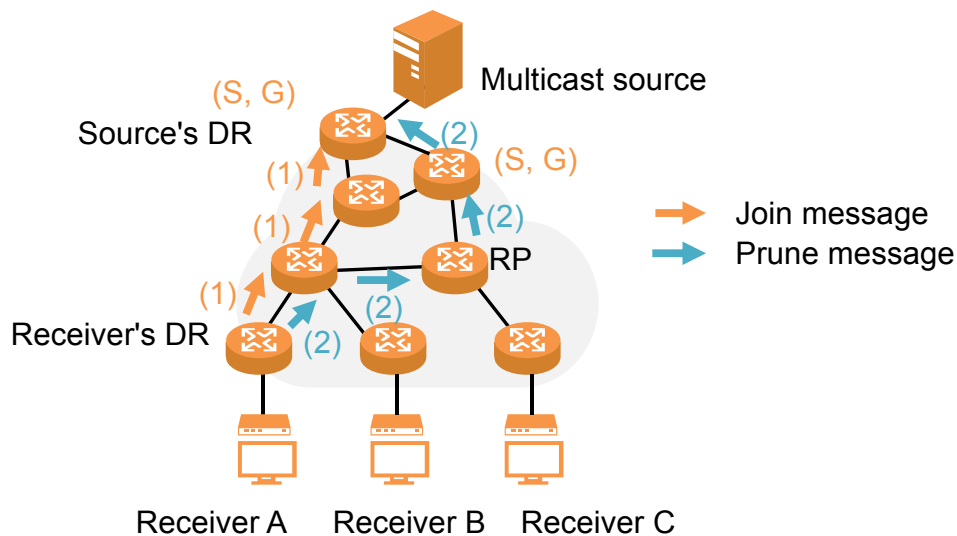 Multicast source
(S, G)
Source's DR
(2)
(S, G)
(1)
(2)
(1)
Join message
Prune message
RP
(1)
(2)
(2)
Receiver's DR
Receiver A
Receiver B
Receiver C